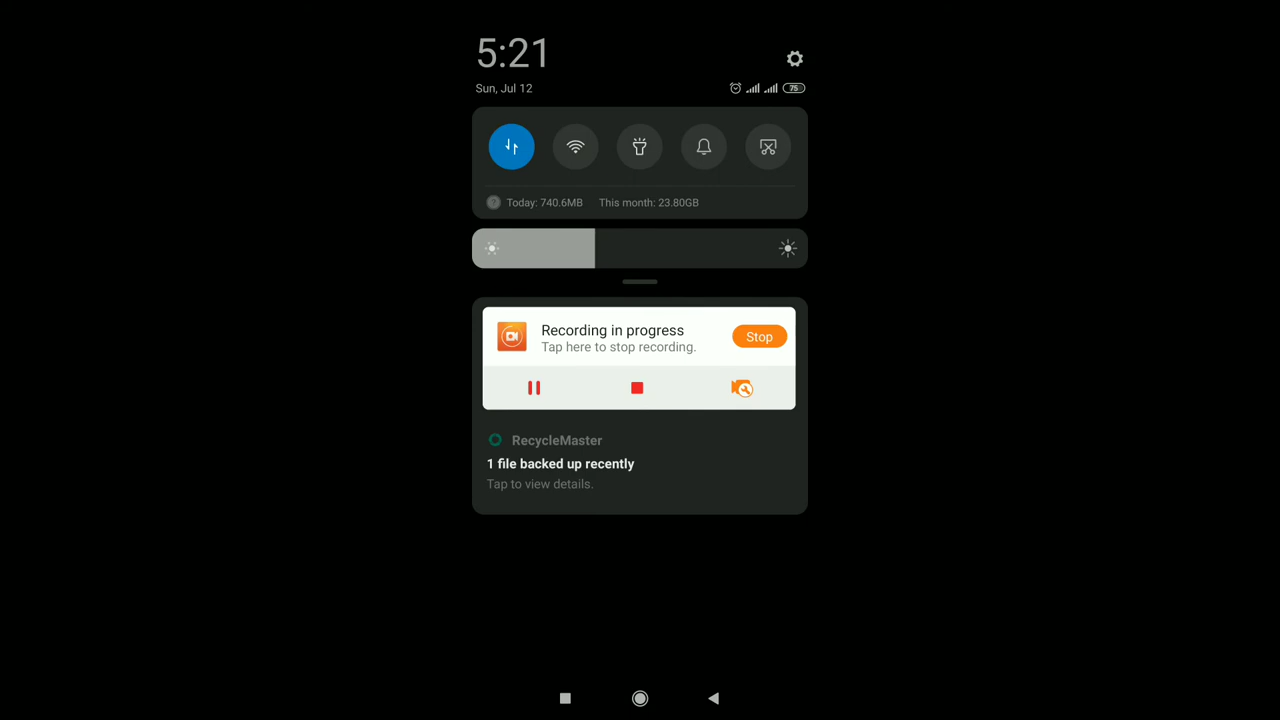 5:21
Sun, Jul 12
75
Today: 740.6MB This month: 23.80GB
Recording in progress
Tap here to stop recording.
Stop
RecycleMaster
1 file backed up recently
Tap to view details.